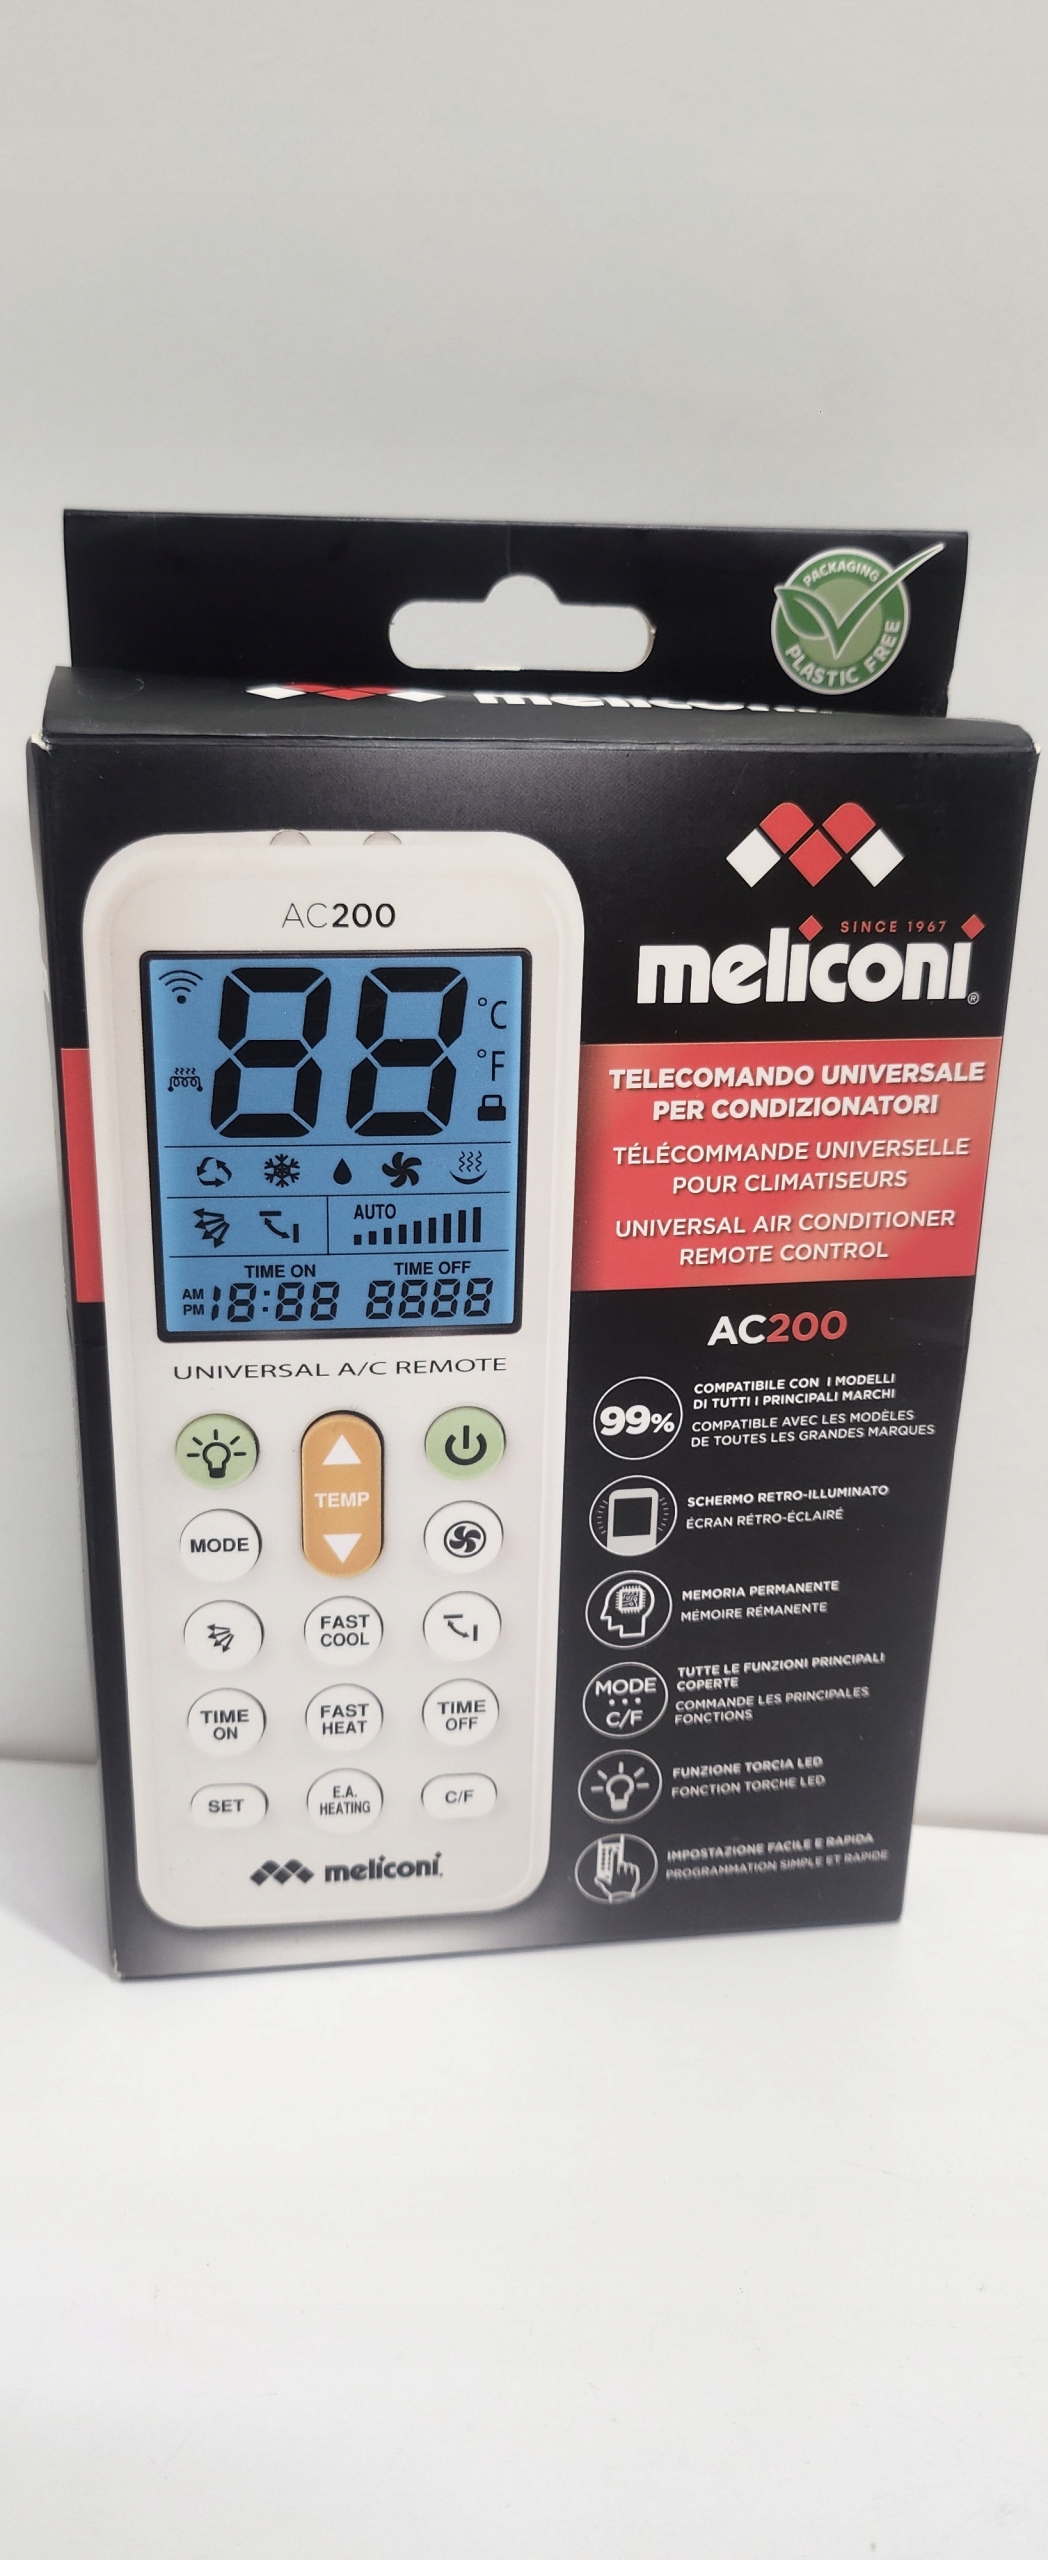 PACKAGING
PLASTIC FREE
meliconi
SINCE 1967
meliconi®
TELECOMANDO UNIVERSALE
PER CONDIZIONATORI
TÉLÉCOMMANDE UNIVERSELLE
POUR CLIMATISEURS
UNIVERSAL AIR CONDITIONER
REMOTE CONTROL
AC200
99%
COMPATIBILE CON I MODELLI
DI TUTTI I PRINCIPALI MARCHI
COMPATIBLE AVEC LES MODÈLES
DE TOUTES LES GRANDES MARQUES
SCHERMO RETRO-ILLUMINATO
ÉCRAN RÉTRO-ÉCLAIRÉ
MEMORIA PERMANENTE
MÉMOIRE RÉMANENTE
MODE
C/F
TUTTE LE FUNZIONI PRINCIPALI
COPERTE
COMMANDE LES PRINCIPALES
FONCTIONS
FUNZIONE TORCIA LED
FONCTION TORCHE LED
IMPOSTAZIONE FACILE E RAPIDA
PROGRAMMATION SIMPLE ET RAPIDE
AC200
88
°C
°F
AUTO
TIME ON TIME OFF
AM
PM
18:88 8888
UNIVERSAL A/C REMOTE
TEMP
MODE
FAST
COOL
TIME
ON
FAST
HEAT
TIME
OFF
SET
E.A.
HEATING
C/F
meliconi